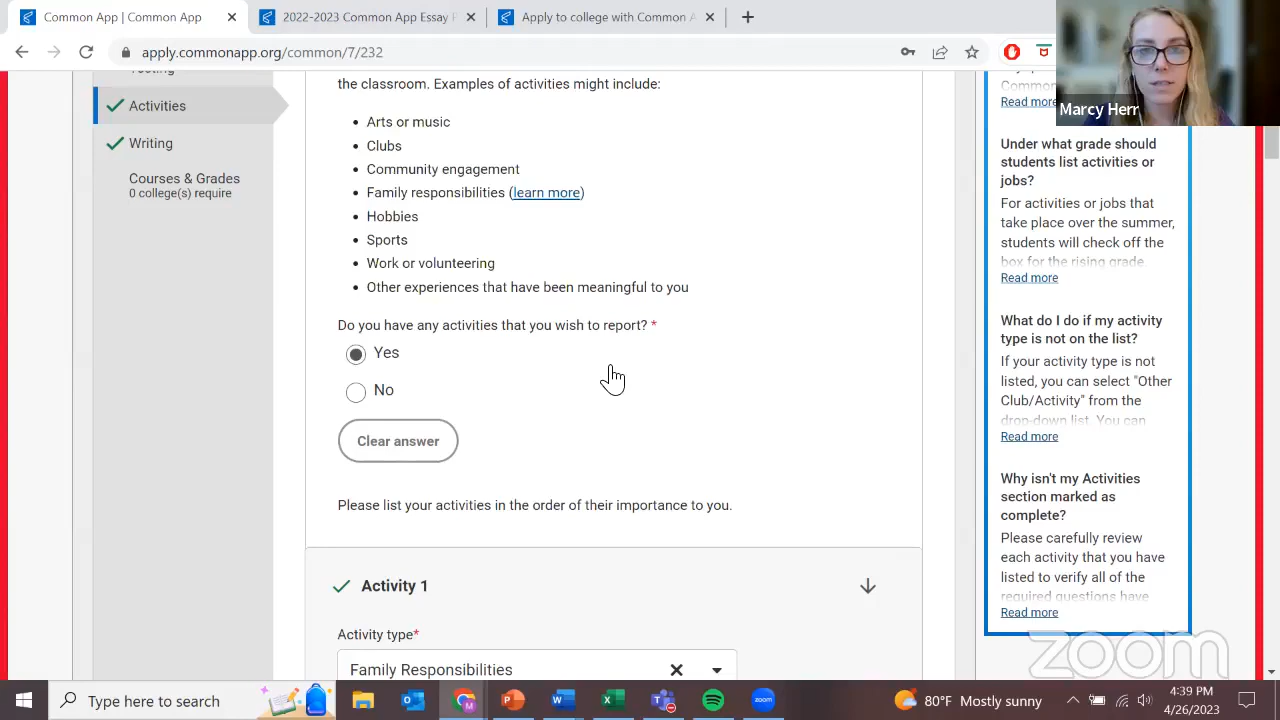 Common App | Common App
2022-2023 Common App Essay
Apply to college with Common
apply.commonapp.org/common/7/232
Marcy Herr
Testing
Activities
Writing
Courses & Grades
0 college(s) require
the classroom. Examples of activities might include:
Arts or music
Clubs
Community engagement
Family responsibilities (learn more)
Hobbies
Sports
Work or volunteering
Other experiences that have been meaningful to you
Do you have any activities that you wish to report? *
Yes
No
Clear answer
Please list your activities in the order of their importance to you.
Activity 1
Activity type*
Family Responsibilities
Read more
Under what grade should
students list activities or
jobs?
For activities or jobs that
take place over the summer,
students will check off the
box for the rising grade.
Read more
What do I do if my activity
type is not on the list?
If your activity type is not
listed, you can select "Other
Club/Activity" from the
drop-down list. You can
Read more
Why isn't my Activities
section marked as
complete?
Please carefully review
each activity that you have
listed to verify all of the
required questions have
Read more
zoom
Type here to search
zoom
80°F Mostly sunny
4:39 PM
4/26/2023